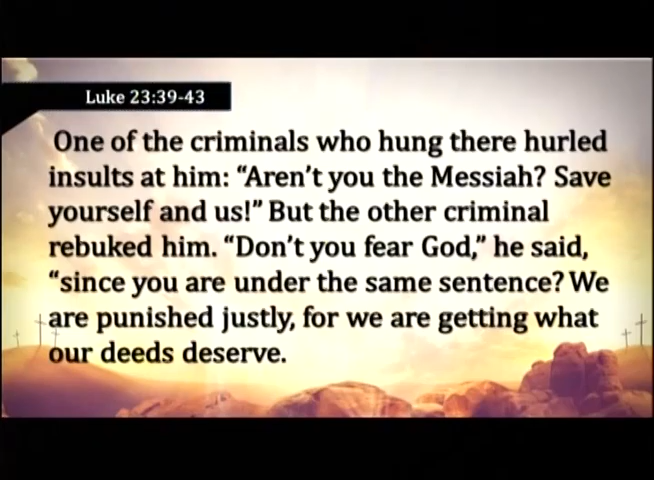 Luke 23:39-43
One of the criminals who hung there hurled
insults at him: “Aren’t you the Messiah? Save
yourself and us!” But the other criminal
rebuked him. “Don’t you fear God,” he said,
“since you are under the same sentence? We
are punished justly, for we are getting what
our deeds deserve.